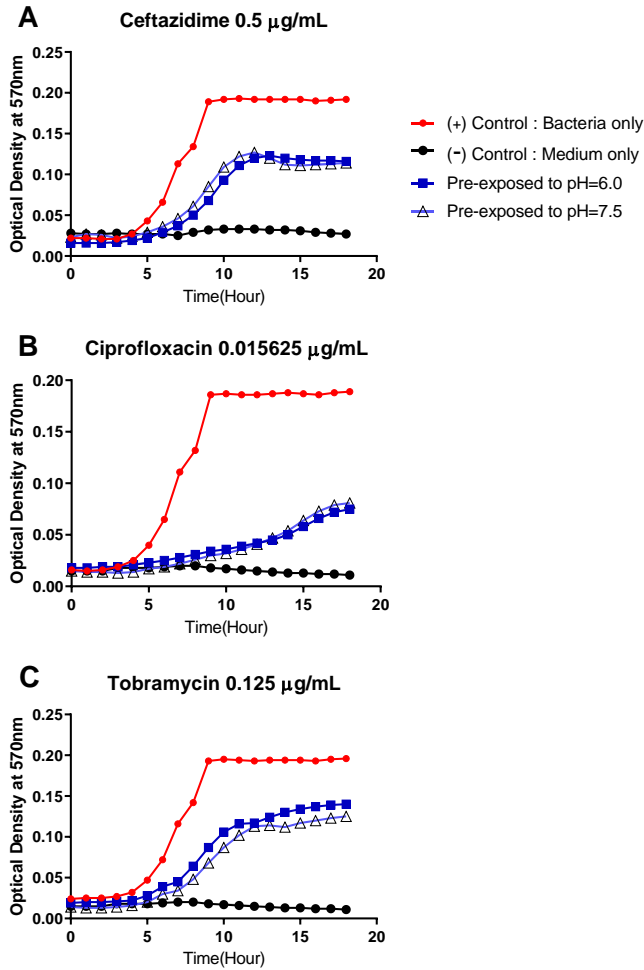 A
Ceftazidime 0.5 µg/mL
Optical Density at 570nm
0.25
0.20
0.15
0.10
0.05
0.00
0 5 10 15 20
Time(Hour)
(+) Control : Bacteria only
(-) Control : Medium only
Pre-exposed to pH=6.0
Pre-exposed to pH=7.5
B
Ciprofloxacin 0.015625 µg/mL
Optical Density at 570nm
0.20
0.15
0.10
0.05
0.00
0 5 10 15 20
Time(Hour)
C
Tobramycin 0.125 µg/mL
Optical Density at 570nm
0.25
0.20
0.15
0.10
0.05
0.00
0 5 10 15 20
Time(Hour)